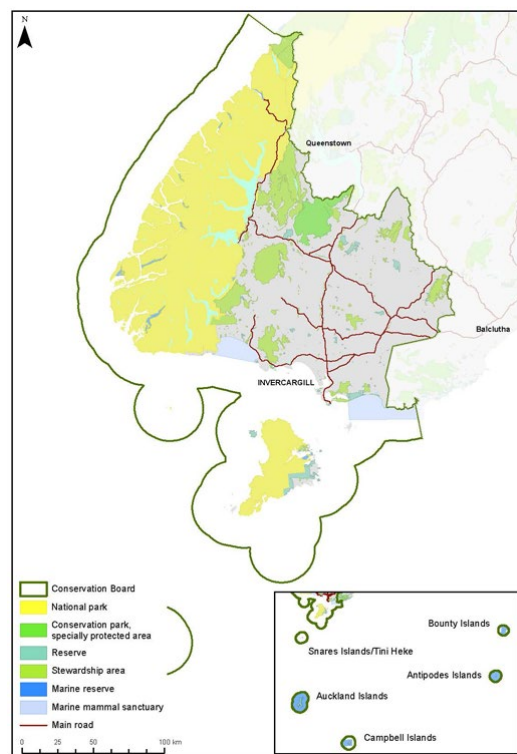 N
Queenstown
Balclutha
INVERCARGILL
Conservation Board
National park
Conservation park,
specially protected area
Reserve
Stewardship area
Marine reserve
Marine mammal sanctuary
Main road
0 25 50 100 km
Bounty Islands
Snares Islands/Tini Heke
Antipodes Islands
Auckland Islands
Campbell Islands